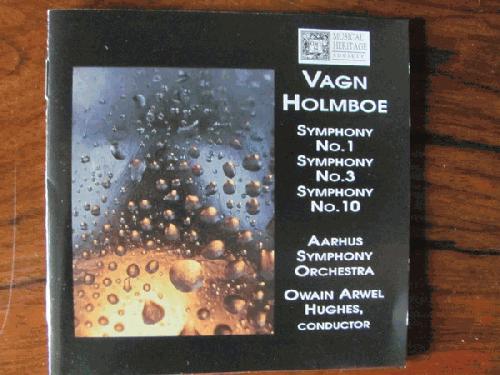 MUSICAL
HERITAGE
SOCIETY
VAGN
HOLMBOE
SYMPHONY
No.1
SYMPHONY
No.3
SYMPHONY
No.10
AARHUS
SYMPHONY
ORCHESTRA
OWAIN ARWEL
HUGHES,
CONDUCTOR